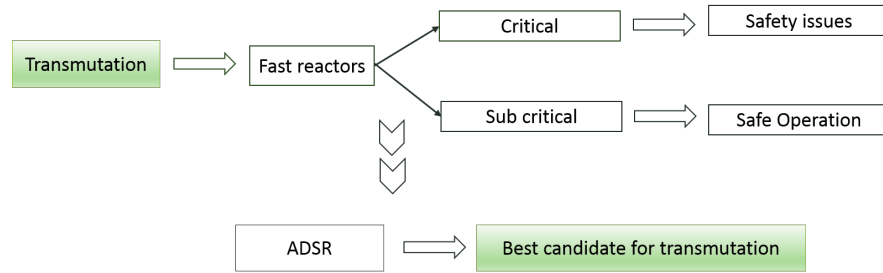 Transmutation
Fast reactors
Critical
Safety issues
Sub critical
Safe Operation
ADSR
Best candidate for transmutation